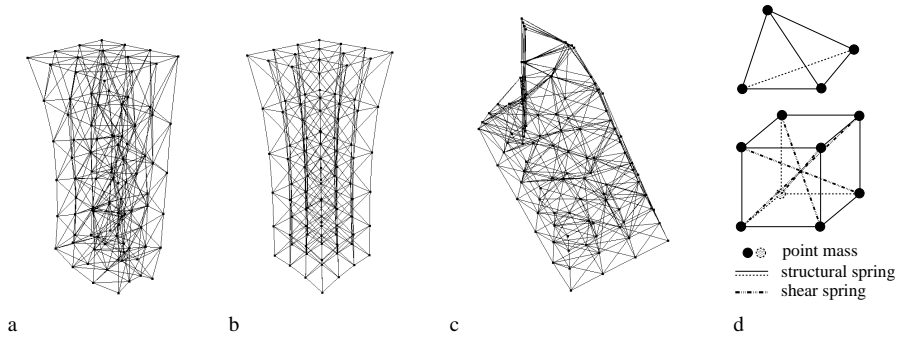 point mass
structural spring
shear spring
a
b
c
d